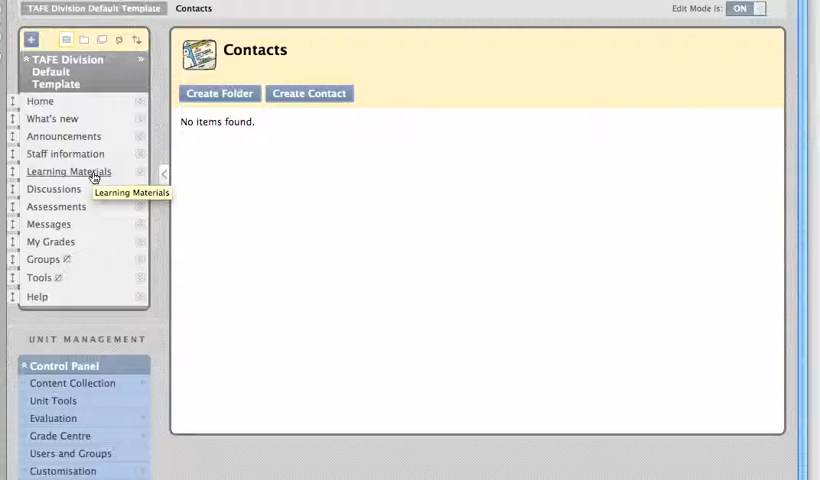 TAFE Division Default Template
Contacts
Edit Mode is: ON
TAFE Division
Default
Template
Home
What's new
Announcements
Staff information
Learning Materials
Learning Materials
Discussions
Assessments
Messages
My Grades
Groups
Tools
Help
Contacts
Create Folder
Create Contact
No items found.
UNIT MANAGEMENT
Control Panel
Content Collection
Unit Tools
Evaluation
Grade Centre
Users and Groups
Customisation